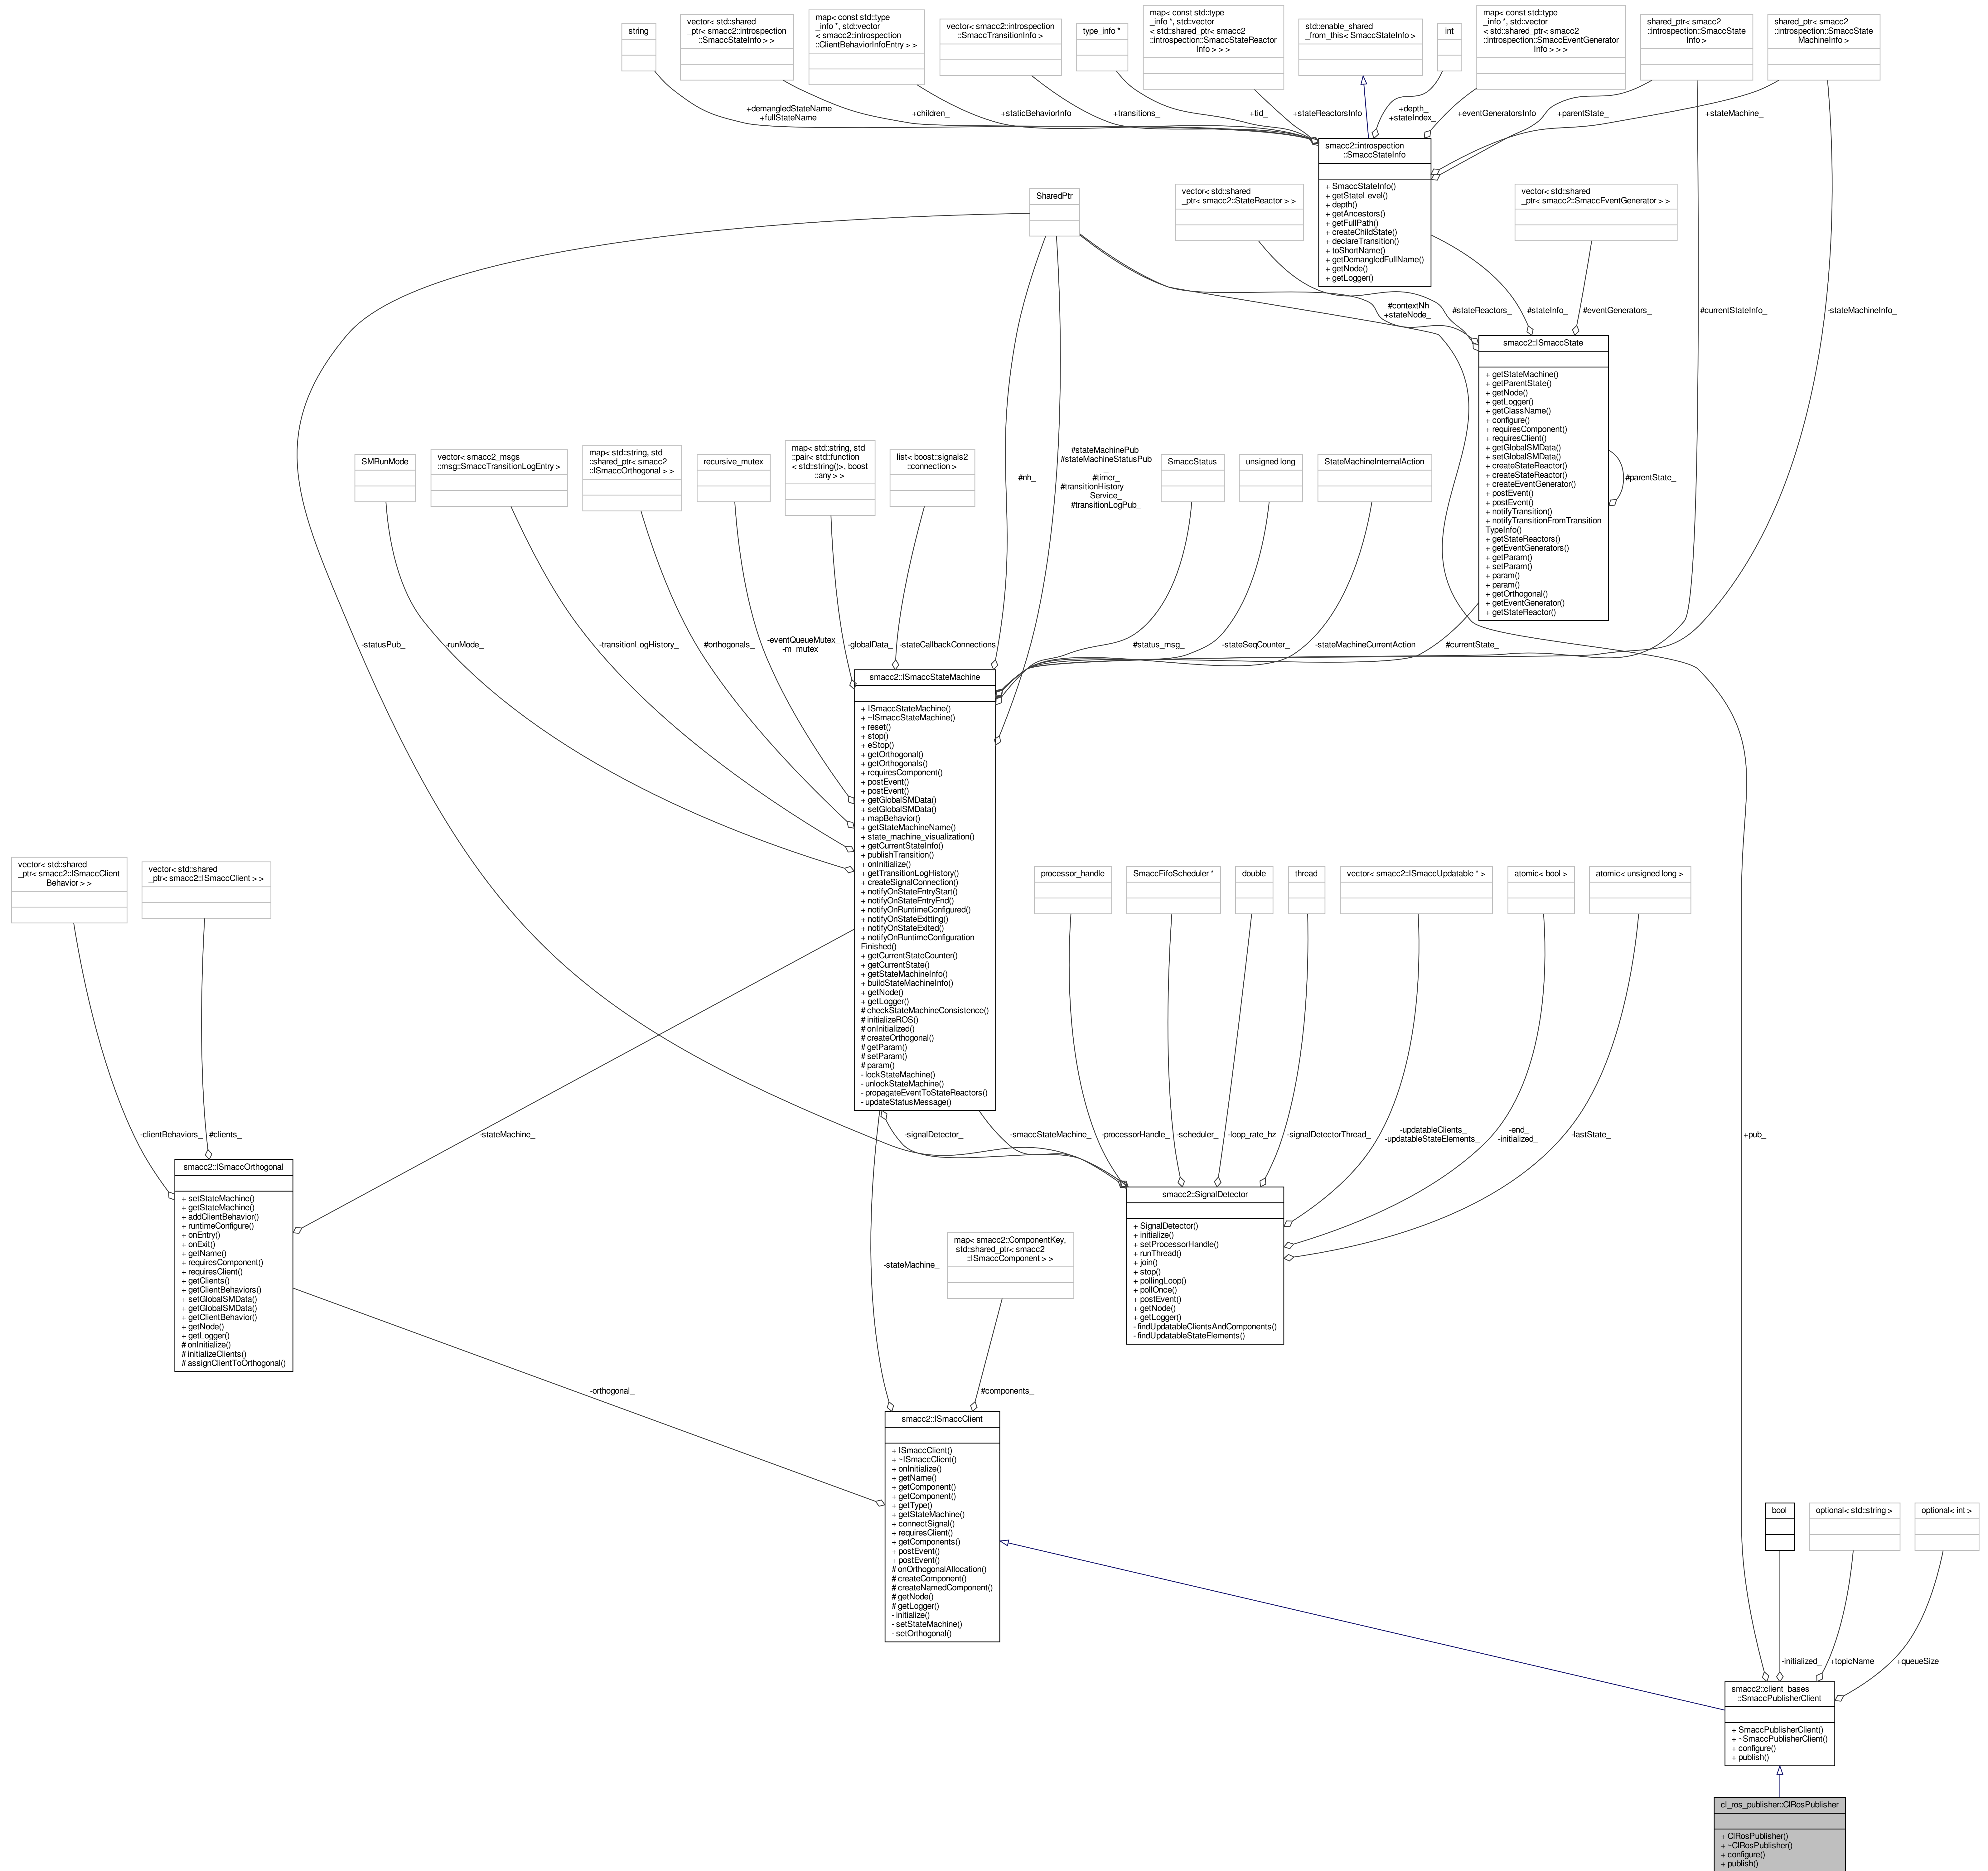 string
vector< std::shared
_ptr< smacc2::introspection
::SmaccStateInfo > >
map< const std::type
_info *, std::vector
< smacc2::introspection
::ClientBehaviorInfoEntry > >
vector< smacc2::introspection
::SmaccTransitionInfo >
type_info *
map< const std::type
_info *, std::vector
< std::shared_ptr< smacc2
::introspection::SmaccStateReactor
Info > > >
std::enable_shared
_from_this< SmaccStateInfo >
int
map< const std::type
_info *, std::vector
< std::shared_ptr< smacc2
::introspection::SmaccEventGenerator
Info > > >
shared_ptr< smacc2
::introspection::SmaccState
Info >
shared_ptr< smacc2
::introspection::SmaccState
MachineInfo >
+demangledStateName
+fullStateName
+children_
+staticBehaviorInfo
+transitions_
+tid_
+stateReactorsInfo
+depth_
+stateIndex_
+eventGeneratorsInfo
+parentState_
+stateMachine_
smacc2::introspection
::SmaccStateInfo
+ SmaccStateInfo()
+ getStateLevel()
+ depth()
+ getAncestors()
+ getFullPath()
+ createChildState()
+ declareTransition()
+ toShortName()
+ getDemangledFullName()
+ getNode()
+ getLogger()
SharedPtr
vector< std::shared
_ptr< smacc2::StateReactor > >
vector< std::shared
_ptr< smacc2::SmaccEventGenerator > >
#contextNh
+stateNode_
#stateReactors_
#stateInfo_
#eventGenerators_
#currentStateInfo_
-stateMachineInfo_
smacc2::ISmaccState
+ getStateMachine()
+ getParentState()
+ getNode()
+ getLogger()
+ getClassName()
+ configure()
+ requiresComponent()
+ requiresClient()
+ getGlobalSMData()
+ setGlobalSMData()
+ createStateReactor()
+ createStateReactor()
+ createEventGenerator()
+ postEvent()
+ postEvent()
+ notifyTransition()
+ notifyTransitionFromTransition
TypeInfo()
+ getStateReactors()
+ getEventGenerators()
+ getParam()
+ setParam()
+ param()
+ param()
+ getOrthogonal()
+ getEventGenerator()
+ getStateReactor()
#parentState_
SMRunMode
vector< smacc2_msgs
::msg::SmaccTransitionLogEntry >
map< std::string, std
::shared_ptr< smacc2
::ISmaccOrthogonal > >
recursive_mutex
map< std::string, std
::pair< std::function
< std::string()>, boost
::any > >
list< boost::signals2
::connection >
#nh_
#stateMachinePub_
#stateMachineStatusPub
_
#timer_
#transitionHistory
Service_
#transitionLogPub_
SmaccStatus
unsigned long
StateMachineInternalAction
-statusPub_
-runMode_
-transitionLogHistory_
#orthogonals_
-eventQueueMutex_
-m_mutex_
-globalData_
-stateCallbackConnections
#status_msg_
-stateSeqCounter_
-stateMachineCurrentAction
#currentState_
smacc2::ISmaccStateMachine
+ ISmaccStateMachine()
+ ~ISmaccStateMachine()
+ reset()
+ stop()
+ eStop()
+ getOrthogonal()
+ getOrthogonals()
+ requiresComponent()
+ postEvent()
+ postEvent()
+ getGlobalSMData()
+ setGlobalSMData()
+ mapBehavior()
+ getStateMachineName()
+ state_machine_visualization()
+ getCurrentStateInfo()
+ publishTransition()
+ onInitialize()
+ getTransitionLogHistory()
+ createSignalConnection()
+ notifyOnStateEntryStart()
+ notifyOnStateEntryEnd()
+ notifyOnRuntimeConfigured()
+ notifyOnStateExitting()
+ notifyOnStateExited()
+ notifyOnRuntimeConfiguration
Finished()
+ getCurrentStateCounter()
+ getCurrentState()
+ getStateMachineInfo()
+ buildStateMachineInfo()
+ getNode()
+ getLogger()
# checkStateMachineConsistence()
# initializeROS()
# onInitialized()
# createOrthogonal()
# getParam()
# setParam()
# param()
- lockStateMachine()
- unlockStateMachine()
- propagateEventToStateReactors()
- updateStatusMessage()
vector< std::shared
_ptr< smacc2::ISmaccClient
Behavior > >
vector< std::shared
_ptr< smacc2::ISmaccClient > >
processor_handle
SmaccFifoScheduler *
double
thread
vector< smacc2::ISmaccUpdatable * >
atomic< bool >
atomic< unsigned long >
-clientBehaviors_
#clients_
-stateMachine_
-signalDetector_
-smaccStateMachine_
-processorHandle_
-scheduler_
-loop_rate_hz
-signalDetectorThread_
-updatableClients_
-updatableStateElements_
-end_
-initialized_
-lastState_
+pub_
smacc2::ISmaccOrthogonal
+ setStateMachine()
+ getStateMachine()
+ addClientBehavior()
+ runtimeConfigure()
+ onEntry()
+ onExit()
+ getName()
+ requiresComponent()
+ requiresClient()
+ getClients()
+ getClientBehaviors()
+ setGlobalSMData()
+ getGlobalSMData()
+ getClientBehavior()
+ getNode()
+ getLogger()
# onInitialize()
# initializeClients()
# assignClientToOrthogonal()
smacc2::SignalDetector
+ SignalDetector()
+ initialize()
+ setProcessorHandle()
+ runThread()
+ join()
+ stop()
+ pollingLoop()
+ pollOnce()
+ postEvent()
+ getNode()
+ getLogger()
- findUpdatableClientsAndComponents()
- findUpdatableStateElements()
-stateMachine_
map< smacc2::ComponentKey,
std::shared_ptr< smacc2
::ISmaccComponent > >
-orthogonal_
#components_
smacc2::ISmaccClient
+ ISmaccClient()
+ ~ISmaccClient()
+ onInitialize()
+ getName()
+ getComponent()
+ getComponent()
+ getType()
+ getStateMachine()
+ connectSignal()
+ requiresClient()
+ getComponents()
+ postEvent()
+ postEvent()
# onOrthogonalAllocation()
# createComponent()
# createNamedComponent()
# getNode()
# getLogger()
- initialize()
- setStateMachine()
- setOrthogonal()
bool
optional< std::string >
optional< int >
-initialized_
+topicName
+queueSize
smacc2::client_bases
::SmaccPublisherClient
+ SmaccPublisherClient()
+ ~SmaccPublisherClient()
+ configure()
+ publish()
cl_ros_publisher::ClRosPublisher
+ ClRosPublisher()
+ ~ClRosPublisher()
+ configure()
+ publish()